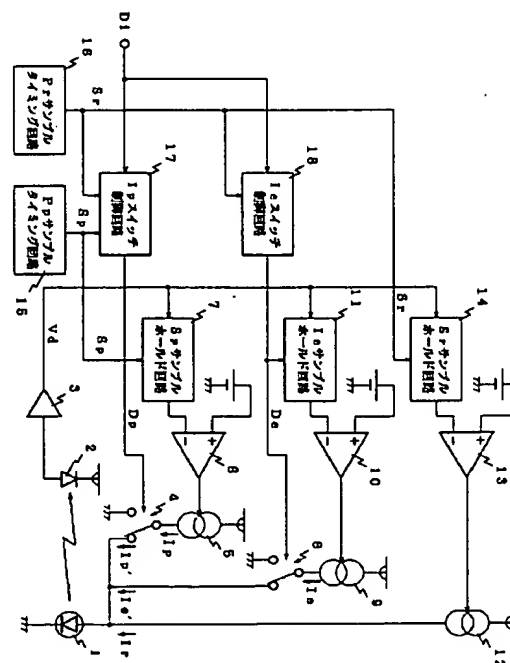 Di
16
Prサンプル
タイミング回路
Sr
Ppサンプル
タイミング回路
15
Sp
17
Ipスイッチ
制御回路
18
Ieスイッチ
制御回路
Sr
14
Srサンプル
ホールド回路
11
Ieサンプル
ホールド回路
7
Spサンプル
ホールド回路
Sp
Dp
De
Vd
3
2
−
+
6
−
+
10
−
+
13
4
5
Ip
8
9
Ie
12
Ip'
Ie'
Ir
1